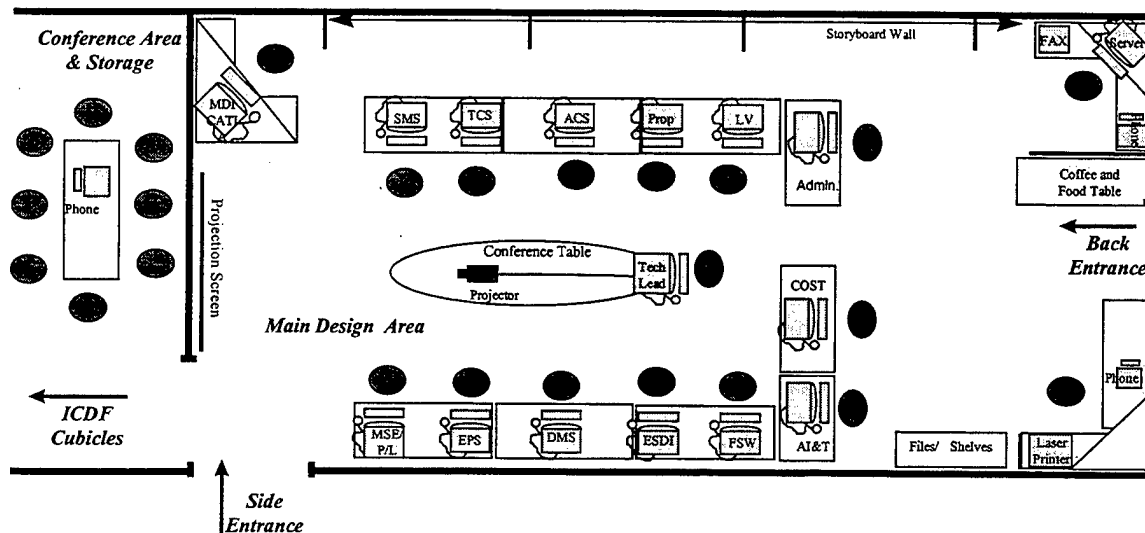 Conference Area
& Storage
Storyboard Wall
FAX
Server
MDI
CATI
SMS
TCS
ACS
Prop
LV
Admin.
Phone
Coffee and
Food Table
Phone
Projection Screen
Conference Table
Projector
Tech
Lead
Back
Entrance
COST
Main Design Area
Phone
ICDF
Cubicles
MSE/
P/L
EPS
DMS
ESDI
FSW
AI&T
Files/ Shelves
Laser
Printer
Side
Entrance